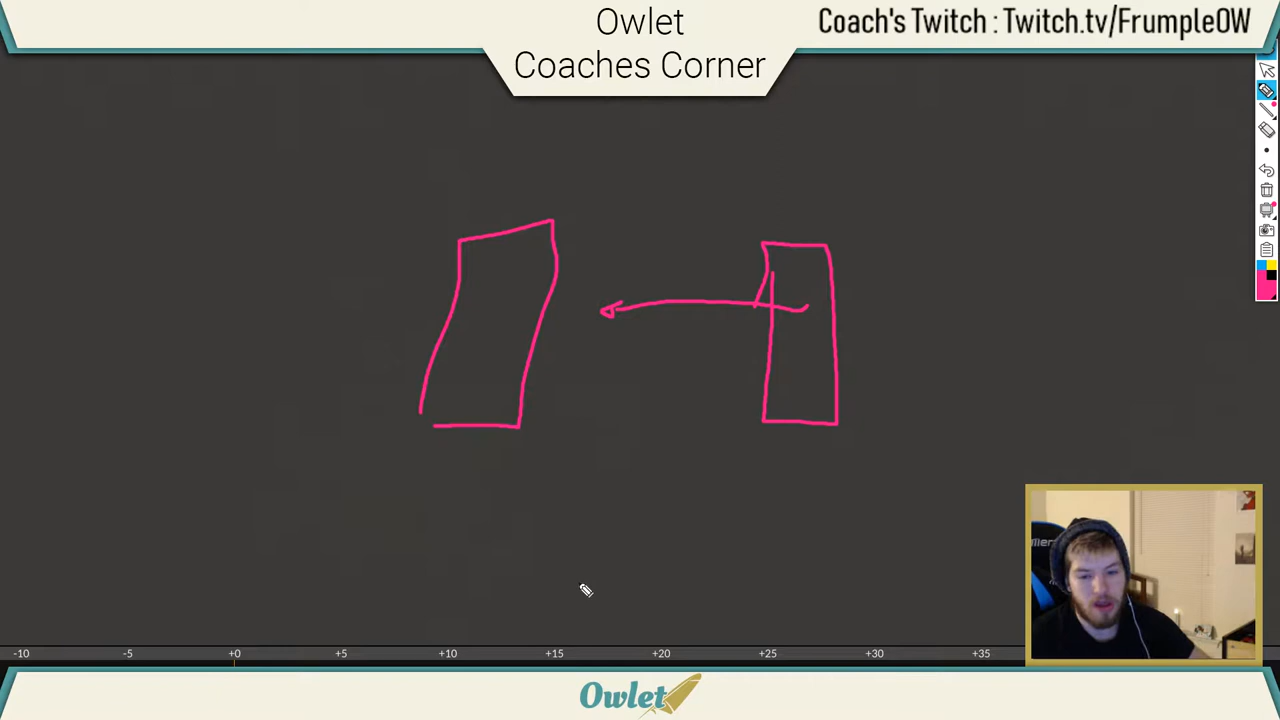 Owlet
Coaches Corner
Coach's Twitch : Twitch.tv/FrumpleOW
-10 -5 +0 +5 +10 +15 +20 +25 +30 +35
Owlet